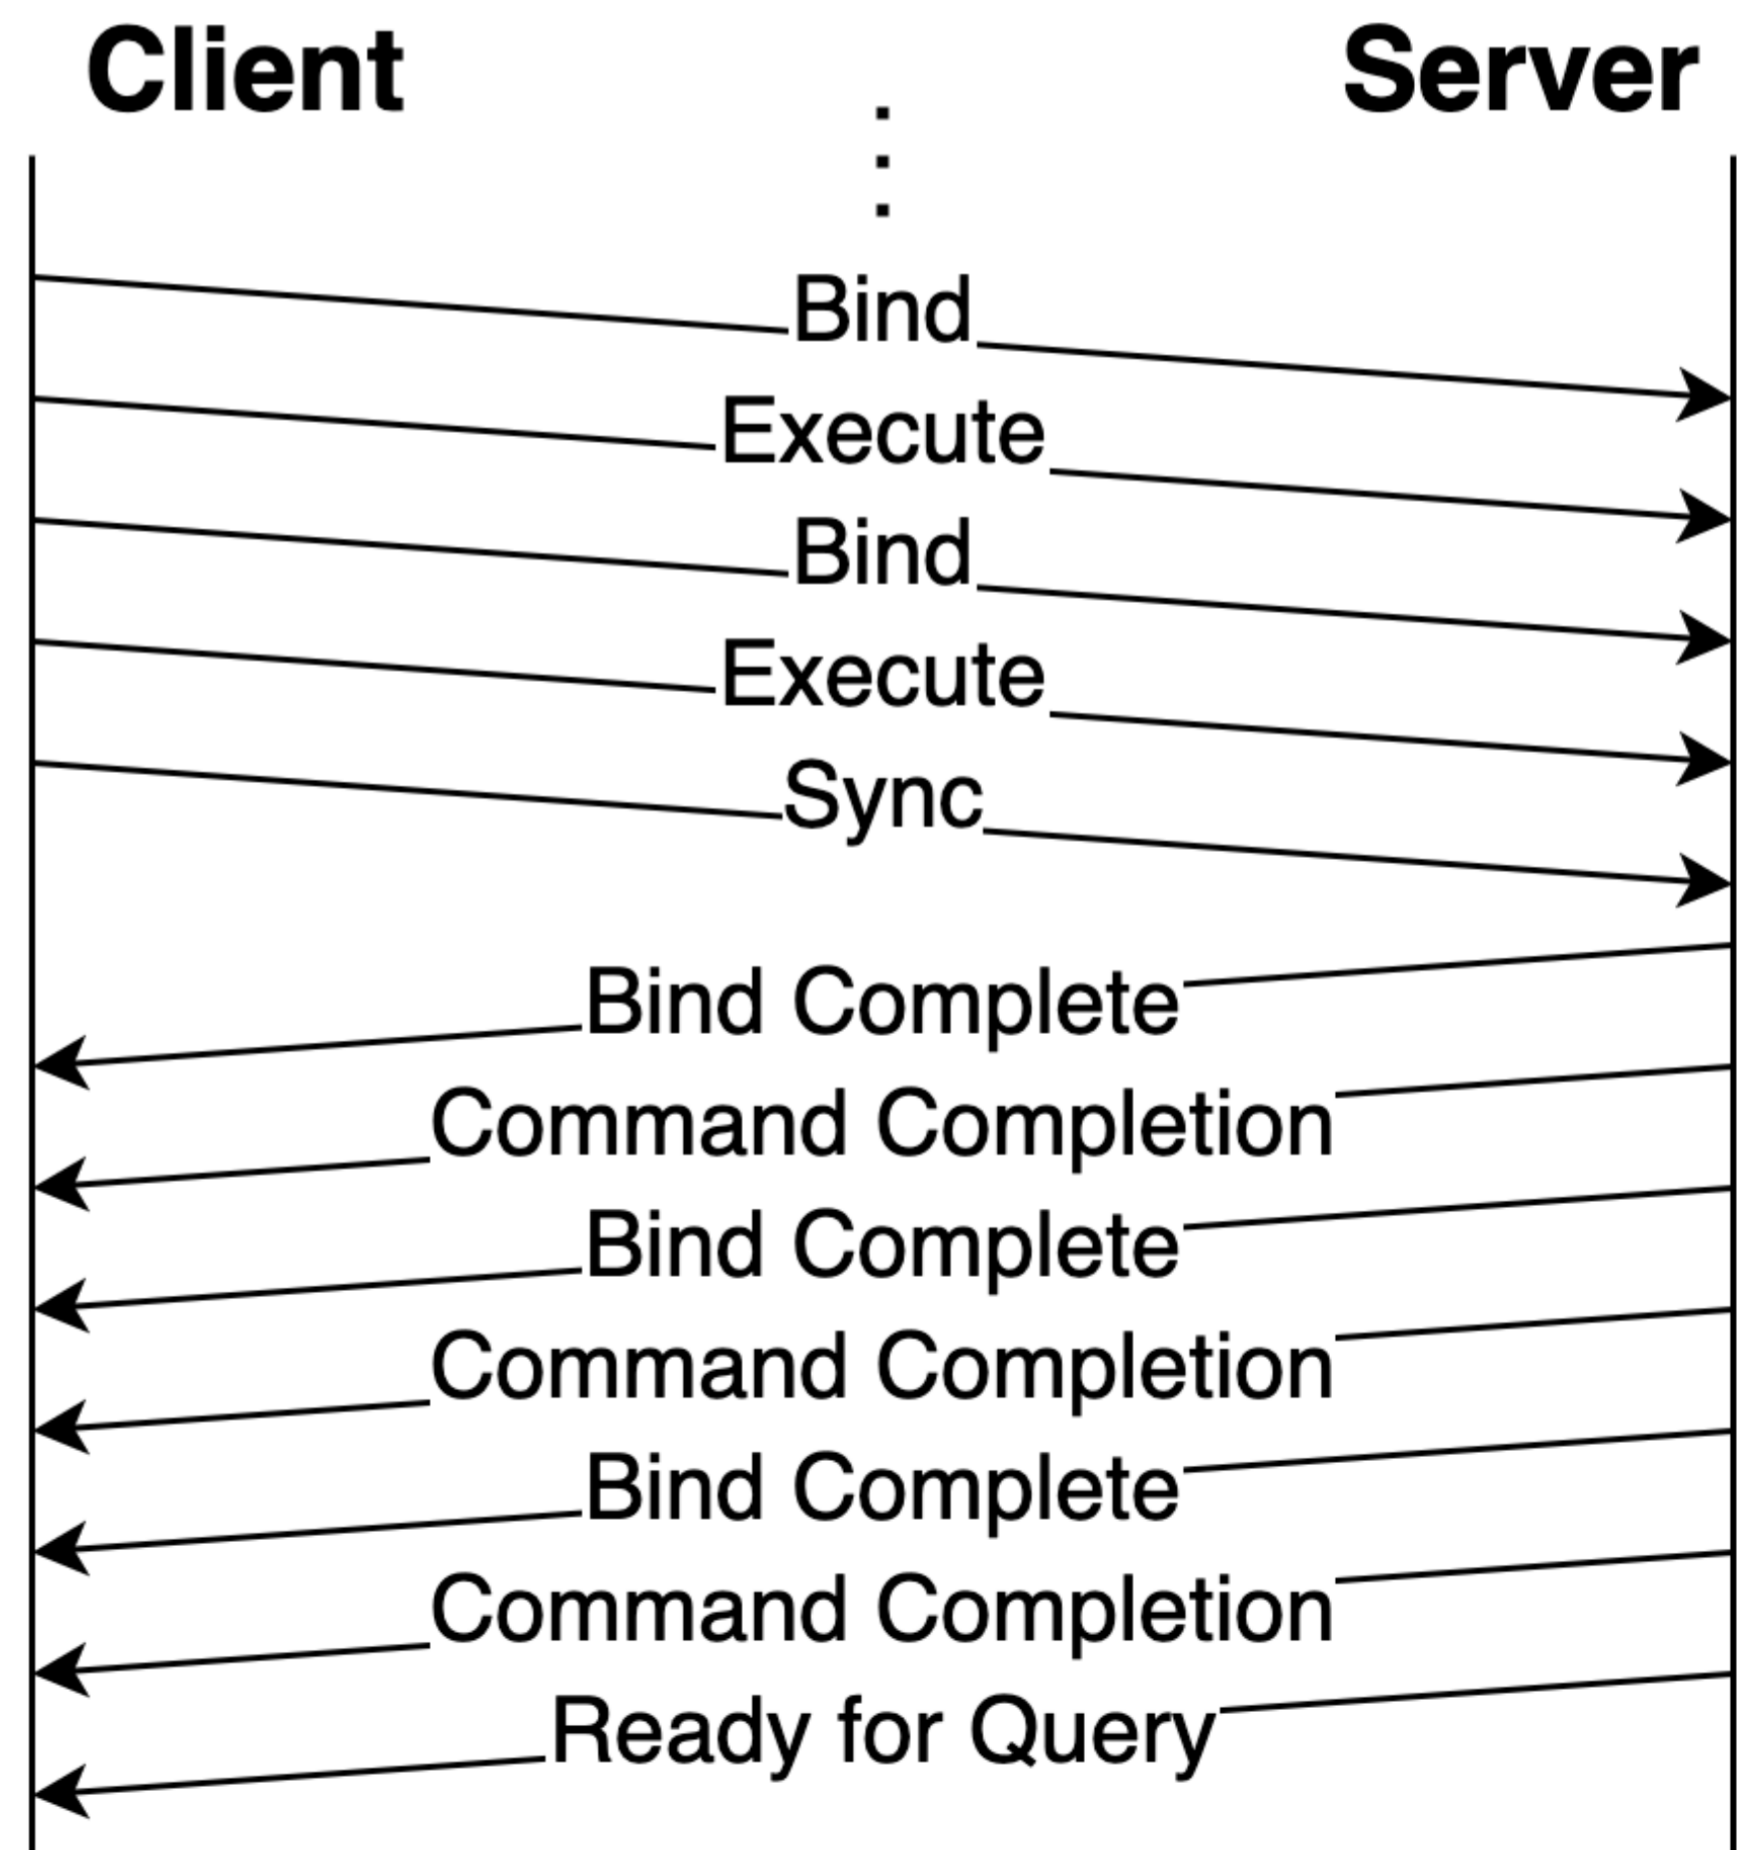 Client
Server
Bind
Execute
Bind
Execute
Sync
Bind Complete
Command Completion
Bind Complete
Command Completion
Bind Complete
Command Completion
Ready for Query